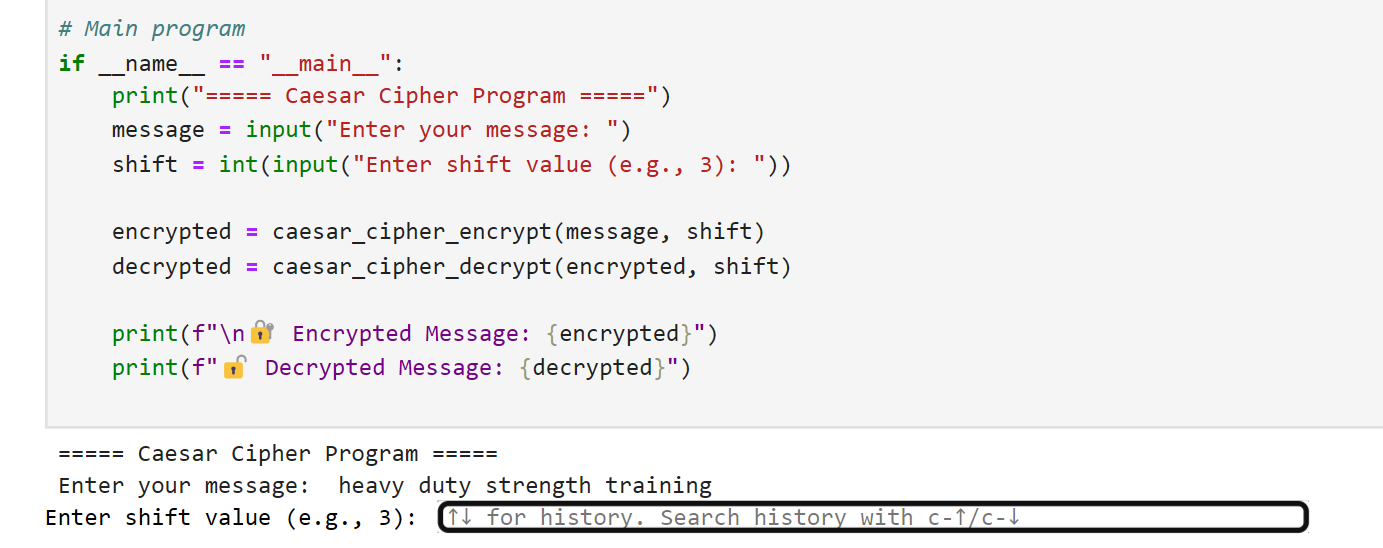 # Main program
if __name__ == "__main__":
    print("===== Caesar Cipher Program =====")
    message = input("Enter your message: ")
    shift = int(input("Enter shift value (e.g., 3): "))
    encrypted = caesar_cipher_encrypt(message, shift)
    decrypted = caesar_cipher_decrypt(encrypted, shift)
    print(f"\n🔐 Encrypted Message: {encrypted}")
    print(f"🔓 Decrypted Message: {decrypted}")
===== Caesar Cipher Program =====
Enter your message:  heavy duty strength training
Enter shift value (e.g., 3): ↑↓ for history. Search history with c-↑/c-↓